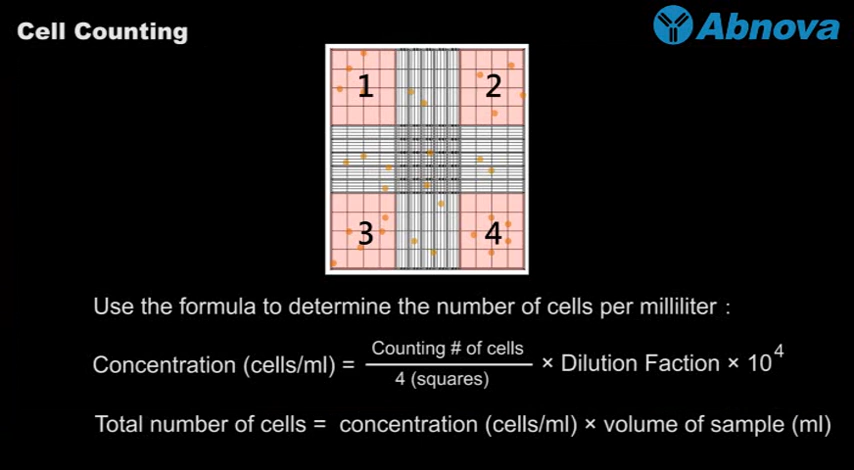 Cell Counting
Abnova
1
2
3
4
Use the formula to determine the number of cells per milliliter :
Concentration (cells/ml) = Counting # of cells / 4 (squares) × Dilution Faction × 10^4
Total number of cells = concentration (cells/ml) × volume of sample (ml)